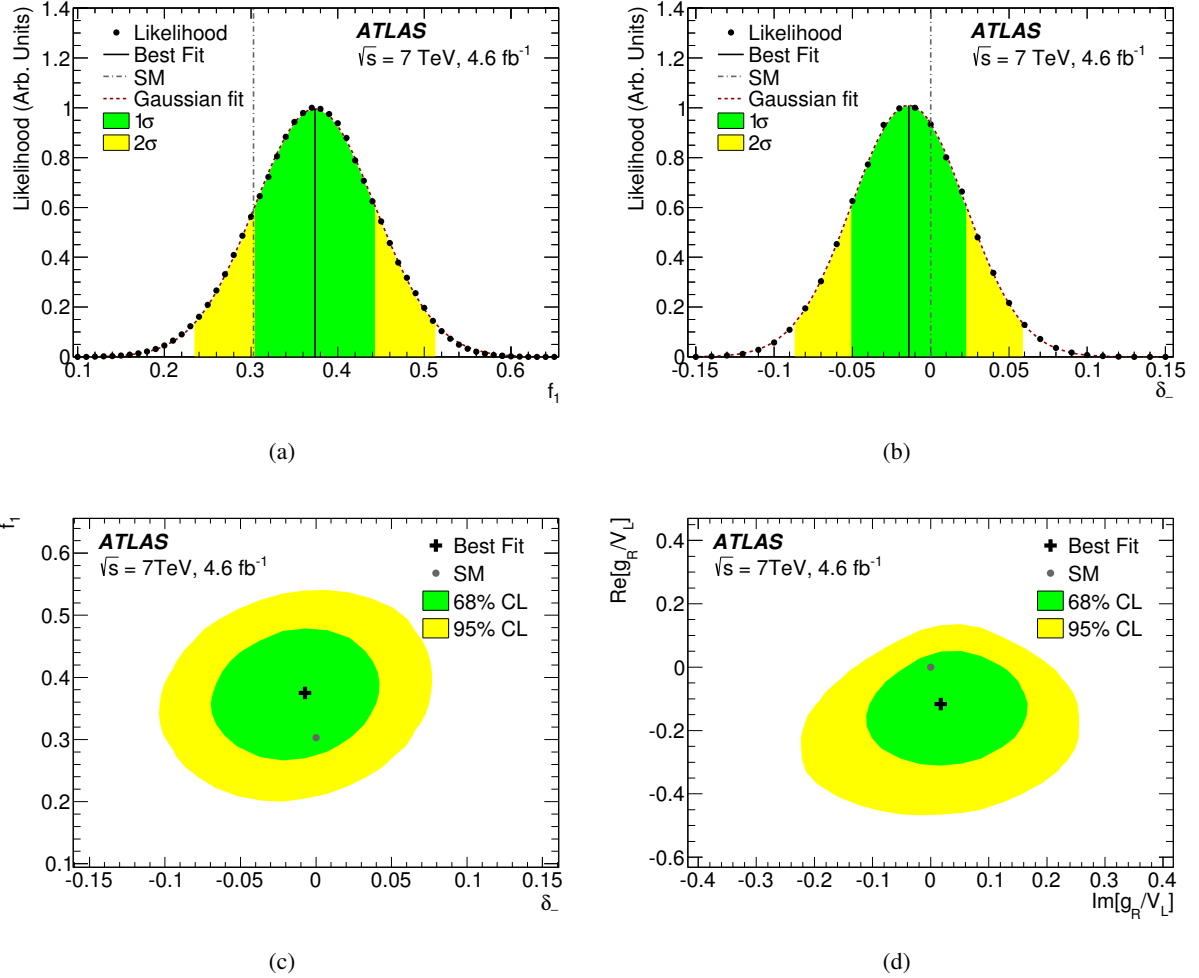 Likelihood (Arb. Units)
1.4
1.2
1
0.8
0.6
0.4
0.2
0
Likelihood
Best Fit
SM
Gaussian fit
1σ
2σ
ATLAS
√s = 7 TeV, 4.6 fb⁻¹
0.1 0.2 0.3 0.4 0.5 0.6
f₁
(a)
Likelihood (Arb. Units)
1.4
1.2
1
0.8
0.6
0.4
0.2
0
Likelihood
Best Fit
SM
Gaussian fit
1σ
2σ
ATLAS
√s = 7 TeV, 4.6 fb⁻¹
-0.15 -0.1 -0.05 0 0.05 0.1 0.15
δ₋
(b)
f₁
0.6
0.5
0.4
0.3
0.2
0.1
ATLAS
√s = 7TeV, 4.6 fb⁻¹
Best Fit
SM
68% CL
95% CL
-0.15 -0.1 -0.05 0 0.05 0.1 0.15
δ₋
(c)
Re[g_R/V_L]
0.4
0.2
0
-0.2
-0.4
-0.6
ATLAS
√s = 7TeV, 4.6 fb⁻¹
Best Fit
SM
68% CL
95% CL
-0.4 -0.3 -0.2 -0.1 0 0.1 0.2 0.3 0.4
Im[g_R/V_L]
(d)